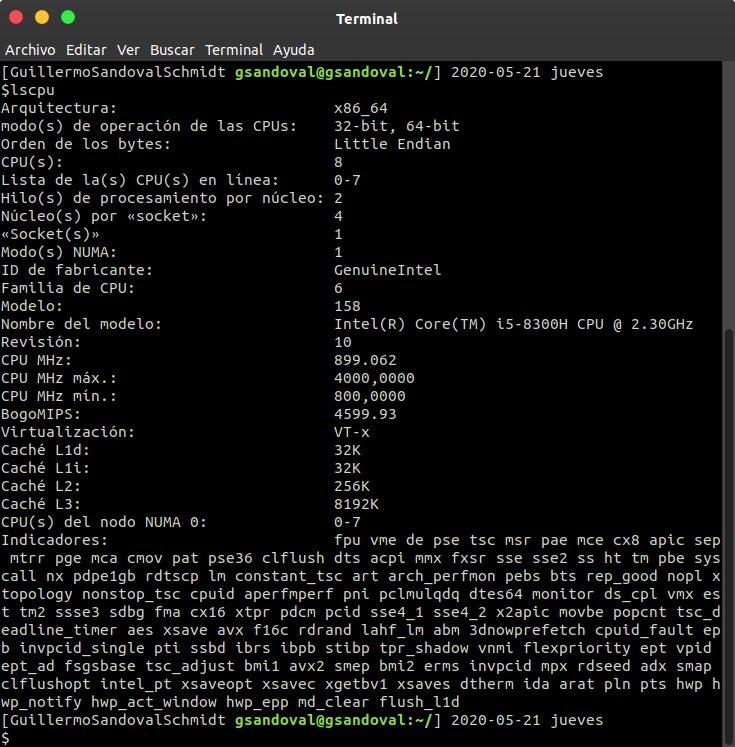 Terminal
Archivo Editar Ver Buscar Terminal Ayuda
[GuillermoSandovalSchmidt gsandoval@gsandoval:~/] 2020-05-21 jueves
$lscpu
Arquitectura: x86_64
modo(s) de operación de las CPUs: 32-bit, 64-bit
Orden de los bytes: Little Endian
CPU(s): 8
Lista de la(s) CPU(s) en línea: 0-7
Hilo(s) de procesamiento por núcleo: 2
Núcleo(s) por «socket»: 4
«Socket(s)» 1
Modo(s) NUMA: 1
ID de fabricante: GenuineIntel
Familia de CPU: 6
Modelo: 158
Nombre del modelo: Intel(R) Core(TM) i5-8300H CPU @ 2.30GHz
Revisión: 10
CPU MHz: 899.062
CPU MHz máx.: 4000,0000
CPU MHz mín.: 800,0000
BogoMIPS: 4599.93
Virtualización: VT-x
Caché L1d: 32K
Caché L1i: 32K
Caché L2: 256K
Caché L3: 8192K
CPU(s) del nodo NUMA 0: 0-7
Indicadores: fpu vme de pse tsc msr pae mce cx8 apic sep
mtrr pge mca cmov pat pse36 clflush dts acpi mmx fxsr sse sse2 ss ht tm pbe sys
call nx pdpe1gb rdtscp lm constant_tsc art arch_perfmon pebs bts rep_good nopl x
topology nonstop_tsc cpuid aperfmperf pni pclmulqdq dtes64 monitor ds_cpl vmx es
t tm2 ssse3 sdbg fma cx16 xtpr pdcm pcid sse4_1 sse4_2 x2apic movbe popcnt tsc_d
eadline_timer aes xsave avx f16c rdrand lahf_lm abm 3dnowprefetch cpuid_fault ep
b invpcid_single pti ssbd ibrs ibpb stibp tpr_shadow vnmi flexpriority ept vpid
ept_ad fsgsbase tsc_adjust bmi1 avx2 smep bmi2 erms invpcid mpx rdseed adx smap
clflushopt intel_pt xsaveopt xsavec xgetbv1 xsaves dtherm ida arat pln pts hwp h
wp_notify hwp_act_window hwp_epp md_clear flush_l1d
[GuillermoSandovalSchmidt gsandoval@gsandoval:~/] 2020-05-21 jueves
$